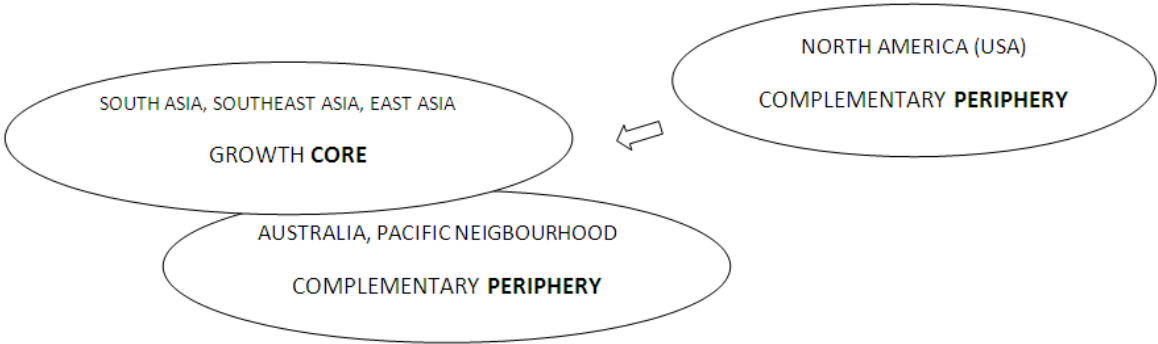 NORTH AMERICA (USA)
COMPLEMENTARY PERIPHERY
SOUTH ASIA, SOUTHEAST ASIA, EAST ASIA
GROWTH CORE
AUSTRALIA, PACIFIC NEIGBOURHOOD
COMPLEMENTARY PERIPHERY